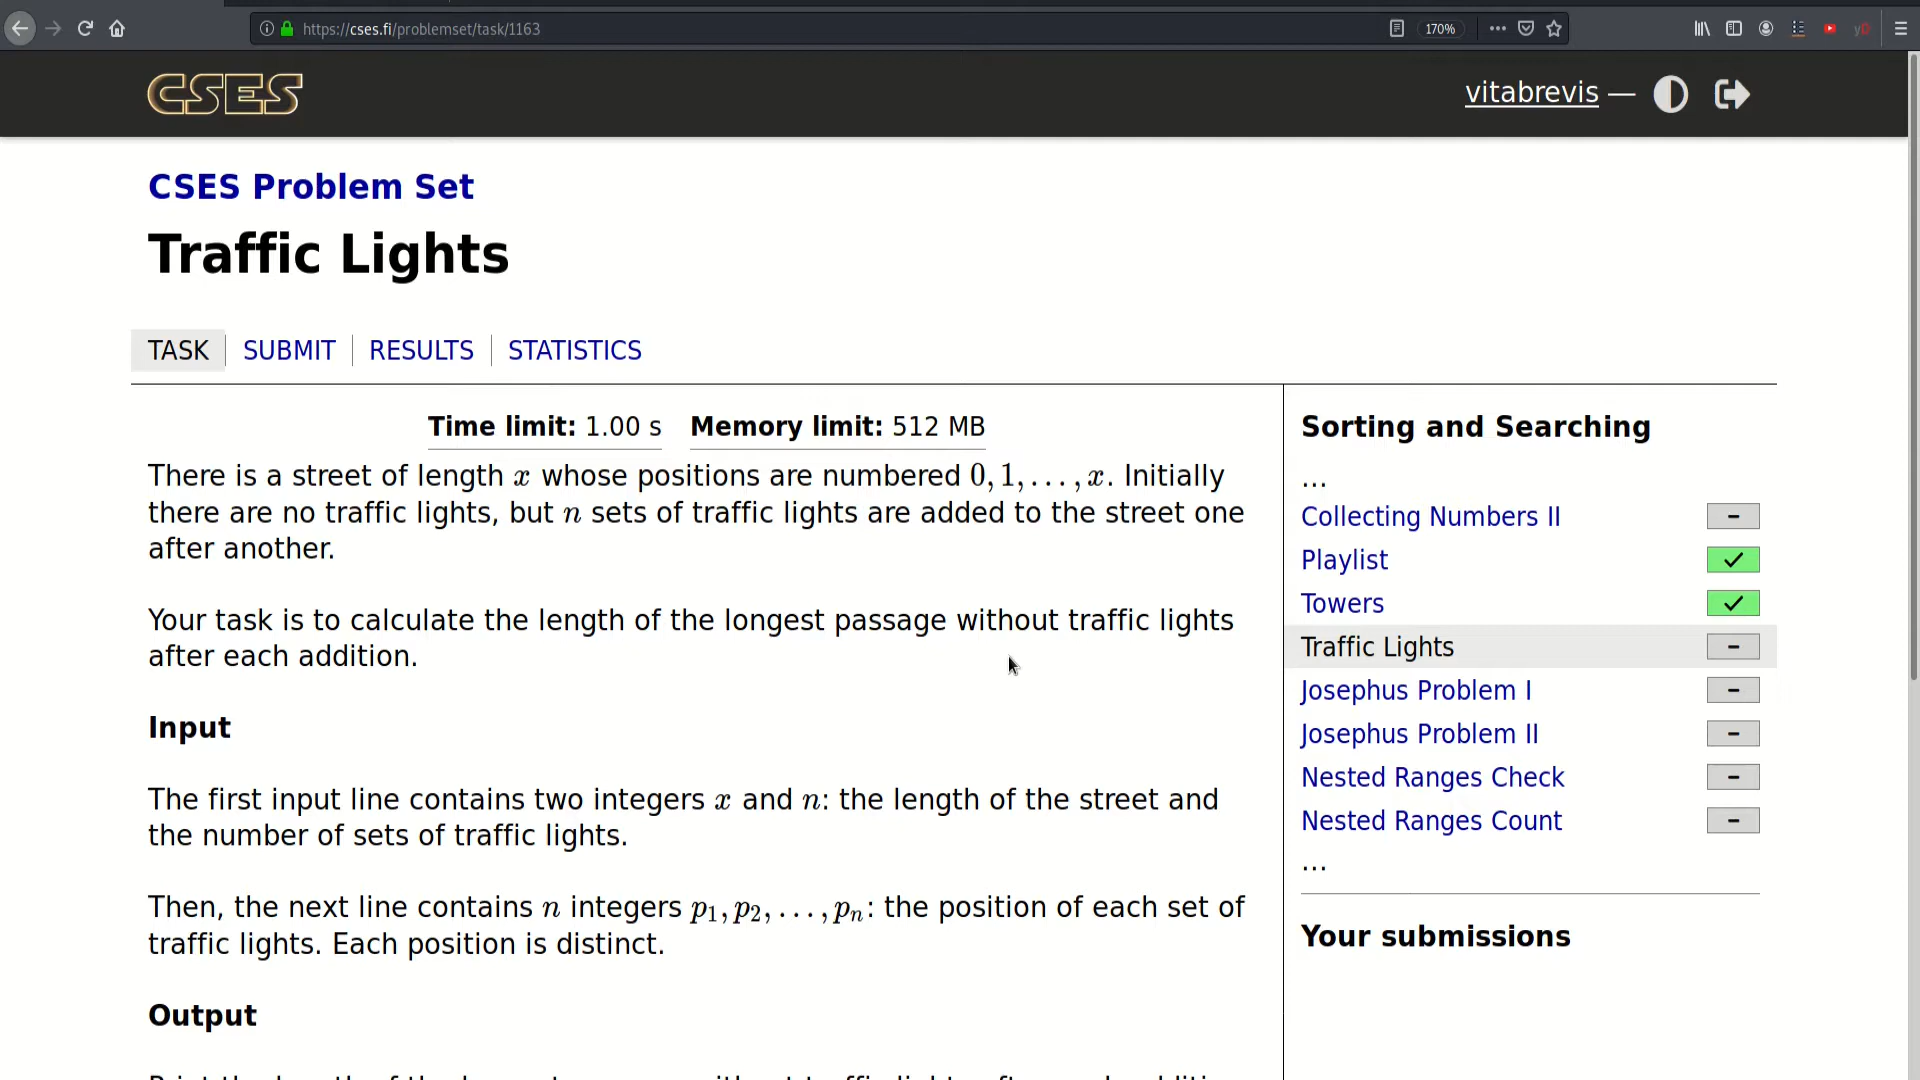 https://cses.fi/problemset/task/1163
170%
CSES
vitabrevis —
CSES Problem Set
Traffic Lights
TASK
SUBMIT
RESULTS
STATISTICS
Time limit: 1.00 s
Memory limit: 512 MB
There is a street of length x whose positions are numbered 0, 1, . . . , x. Initially
there are no traffic lights, but n sets of traffic lights are added to the street one
after another.
Your task is to calculate the length of the longest passage without traffic lights
after each addition.
Input
The first input line contains two integers x and n: the length of the street and
the number of sets of traffic lights.
Then, the next line contains n integers p₁, p₂, . . . , pₙ: the position of each set of
traffic lights. Each position is distinct.
Output
Sorting and Searching
...
Collecting Numbers II
Playlist
Towers
Traffic Lights
Josephus Problem I
Josephus Problem II
Nested Ranges Check
Nested Ranges Count
...
Your submissions